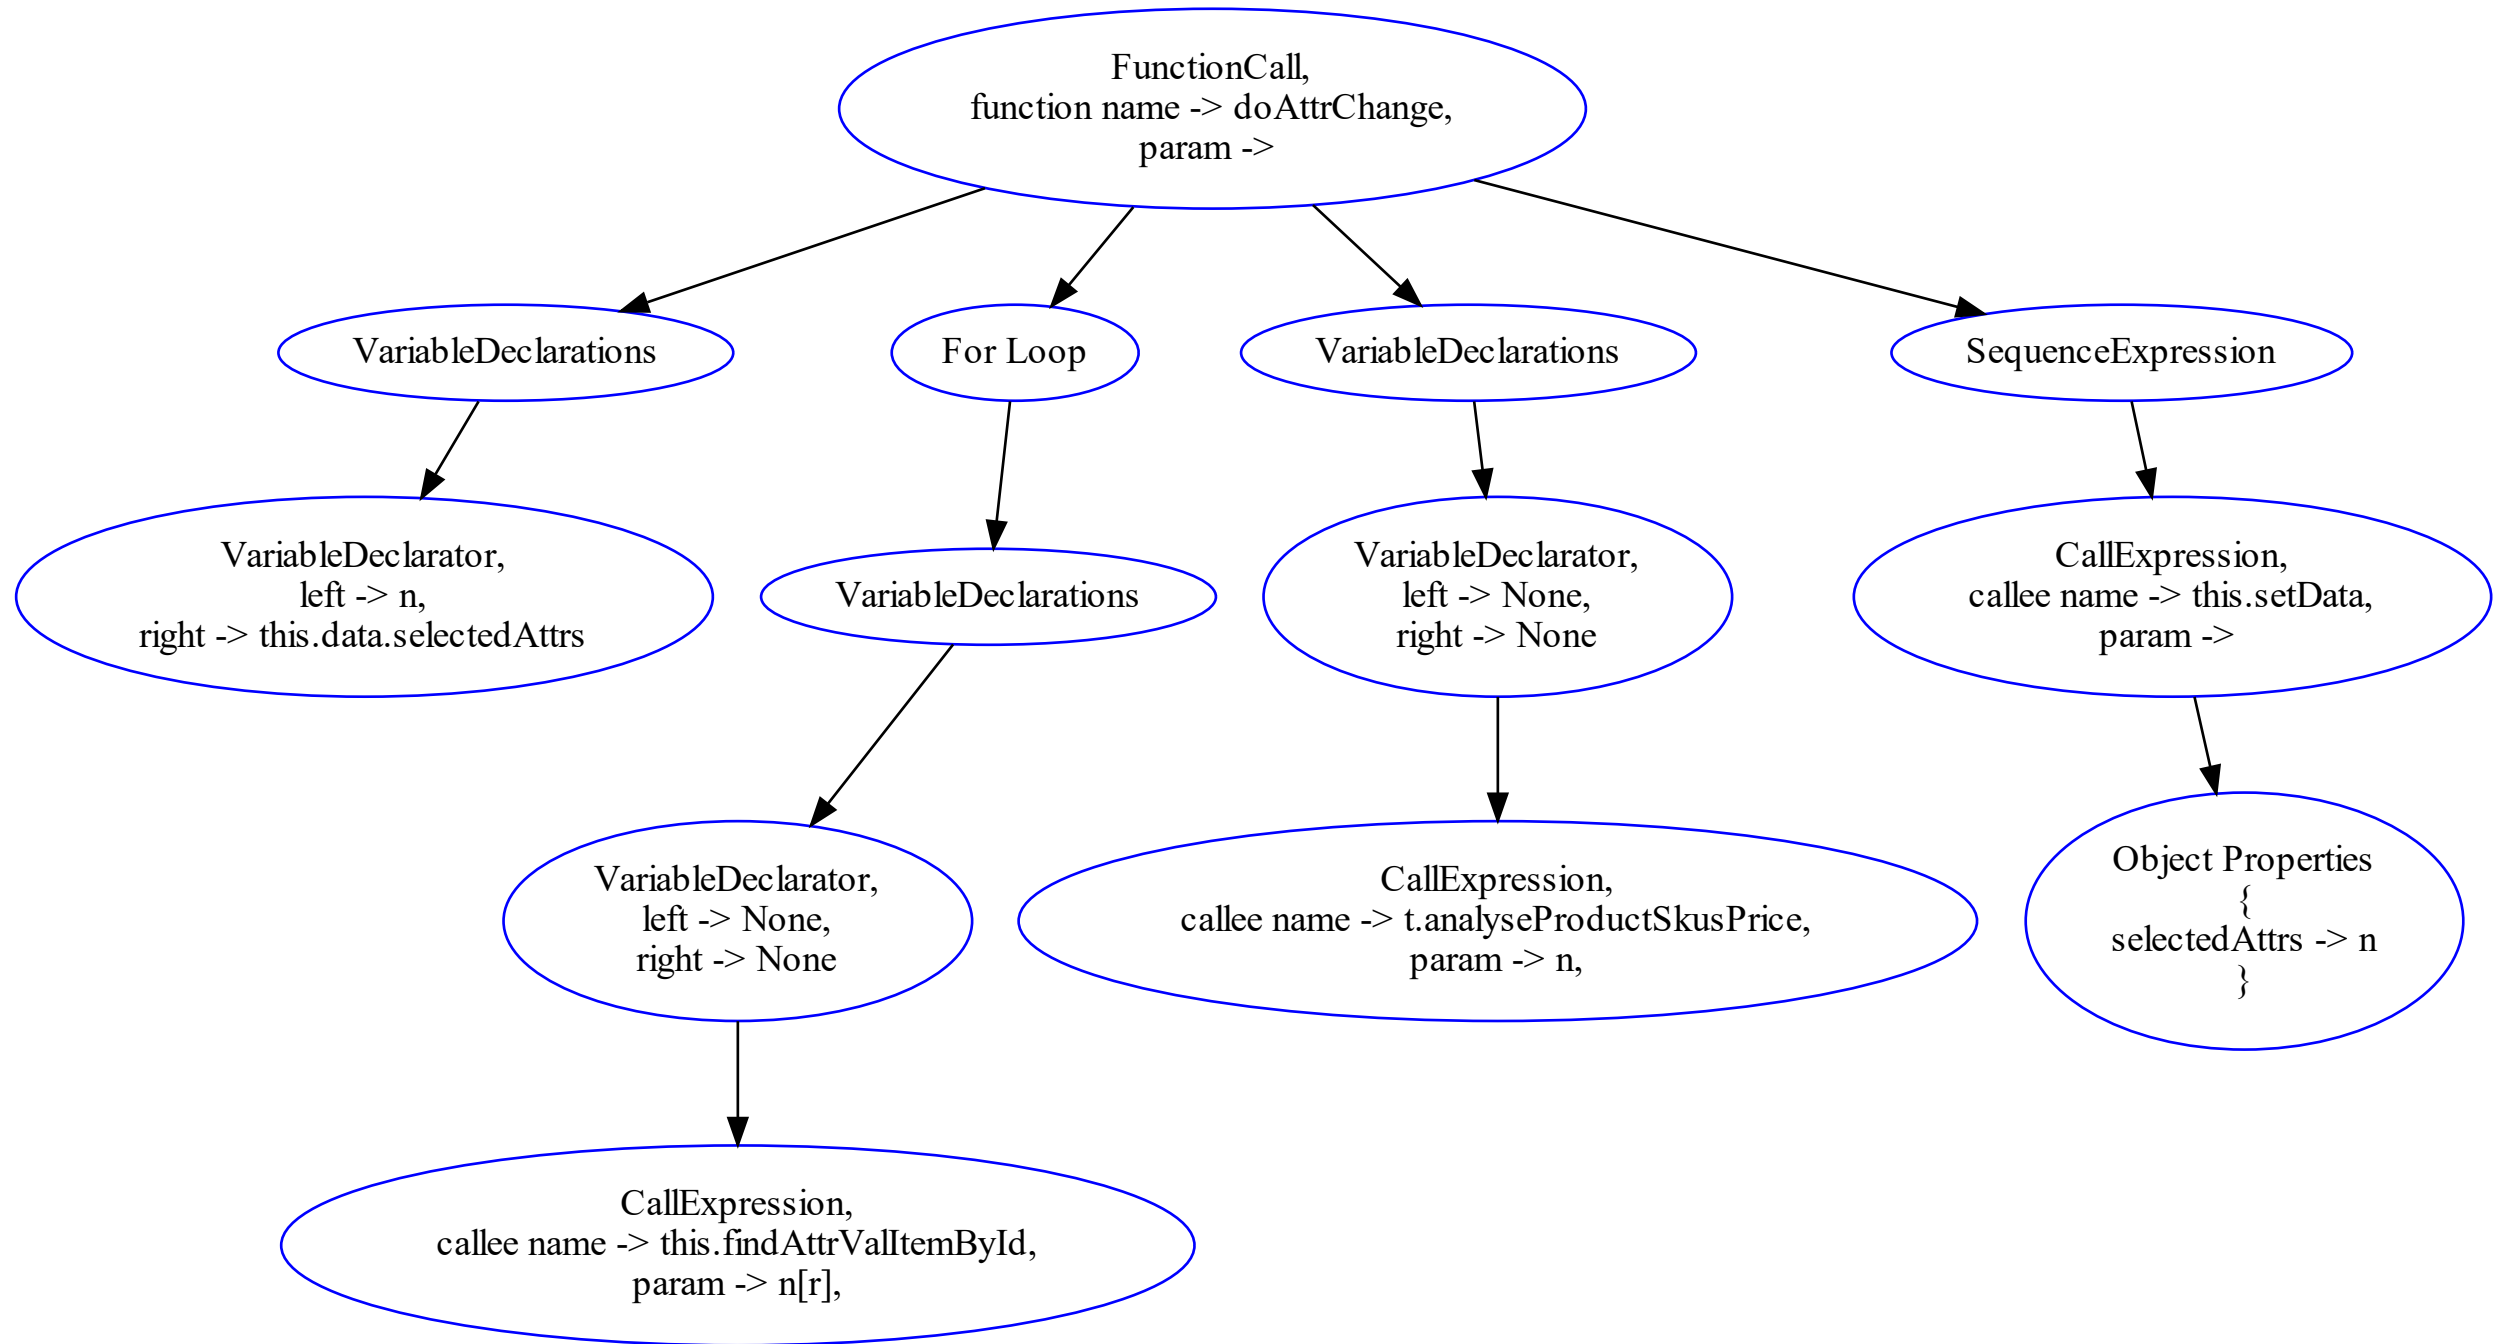 FunctionCall,
function name -> doAttrChange,
param ->
VariableDeclarations
For Loop
VariableDeclarations
SequenceExpression
VariableDeclarator,
left -> n,
right -> this.data.selectedAttrs
VariableDeclarations
VariableDeclarator,
left -> None,
right -> None
CallExpression,
callee name -> this.setData,
param ->
VariableDeclarator,
left -> None,
right -> None
CallExpression,
callee name -> t.analyseProductSkusPrice,
param -> n,
Object Properties
{
selectedAttrs -> n
}
CallExpression,
callee name -> this.findAttrValItemById,
param -> n[r],